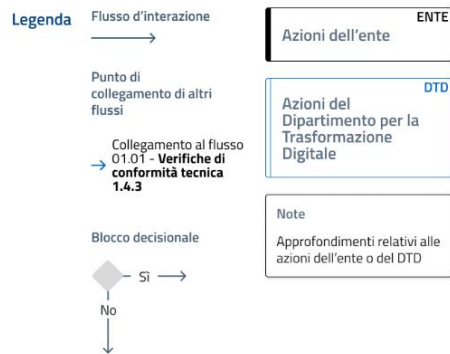 Legenda
Flusso d’interazione
Punto di
collegamento di altri
flussi
Collegamento al flusso
01.01 - Verifiche di
conformità tecnica
1.4.3
Blocco decisionale
Sì
No
ENTE
Azioni dell’ente
DTD
Azioni del
Dipartimento per la
Trasformazione
Digitale
Note
Approfondimenti relativi alle
azioni dell’ente o del DTD